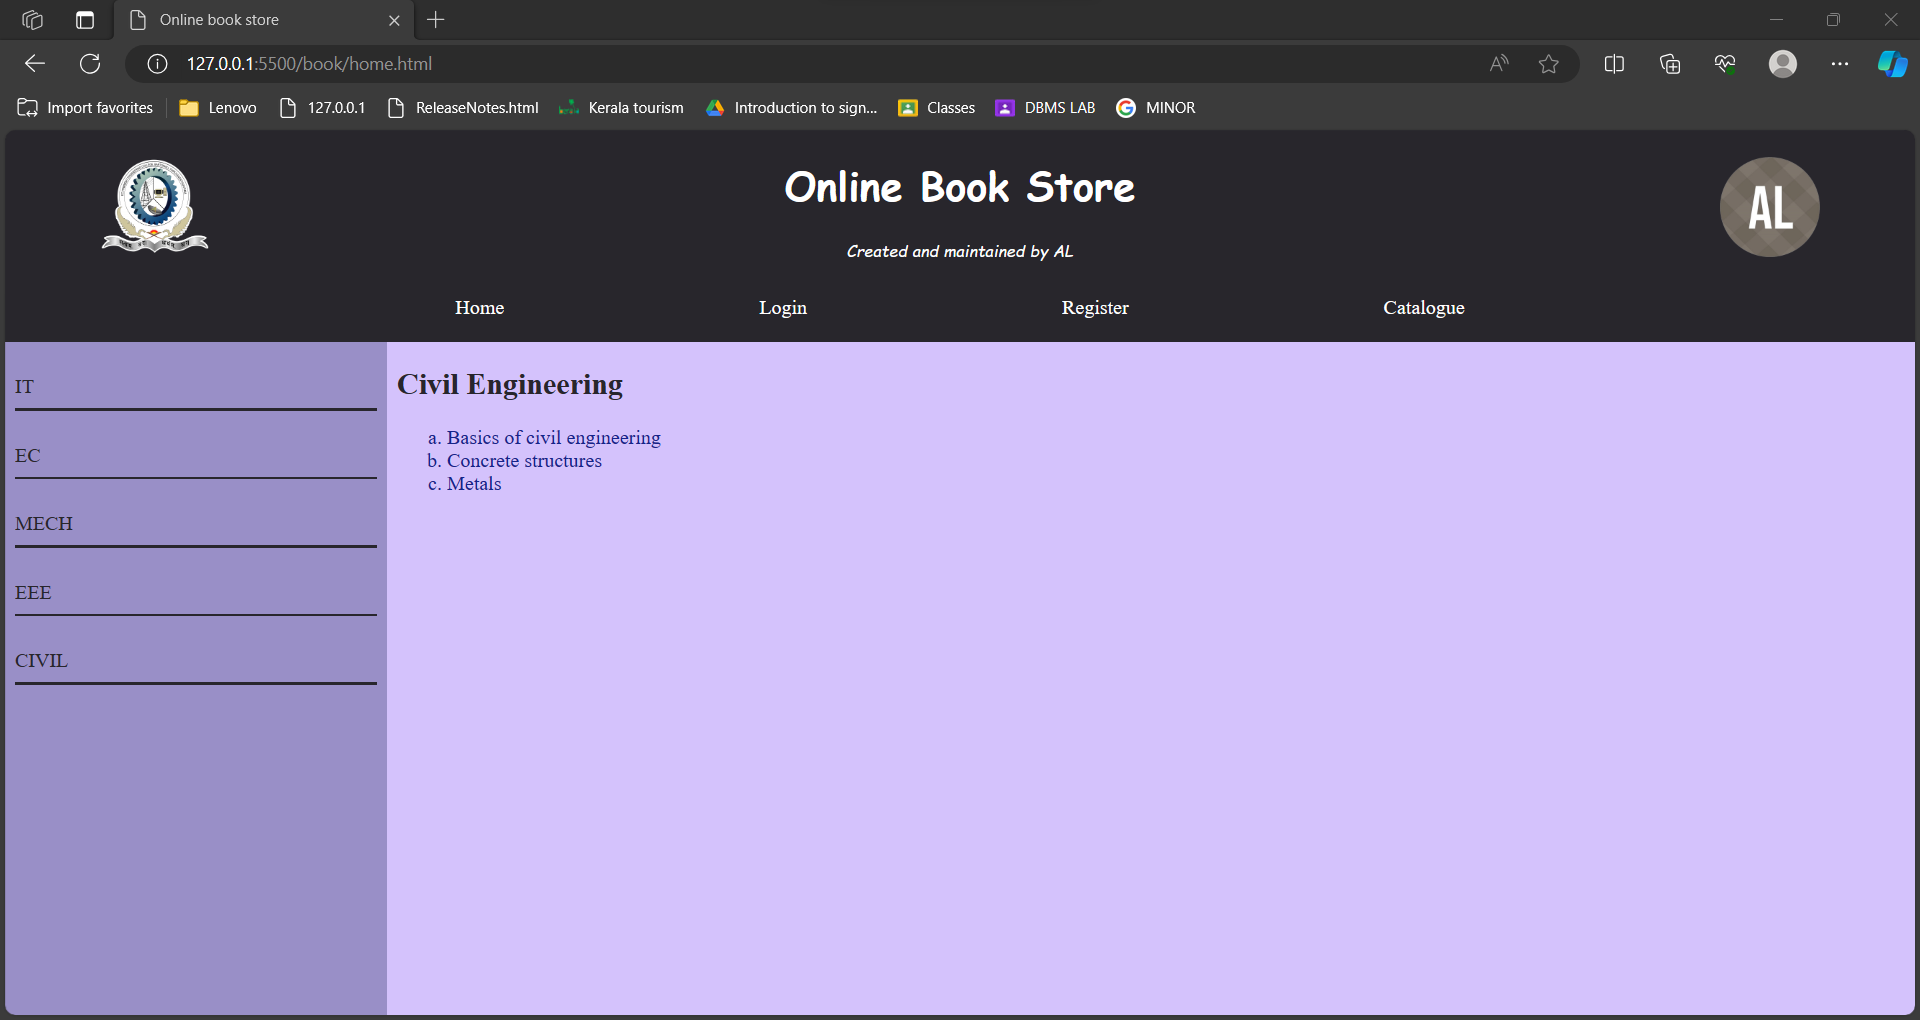 Online book store
127.0.0.1:5500/book/home.html
Import favorites
Lenovo
127.0.0.1
ReleaseNotes.html
Kerala tourism
Introduction to sign...
Classes
DBMS LAB
MINOR
Online Book Store
AL
Created and maintained by AL
Home Login Register Catalogue
IT
EC
MECH
EEE
CIVIL
Civil Engineering
a. Basics of civil engineering
b. Concrete structures
c. Metals